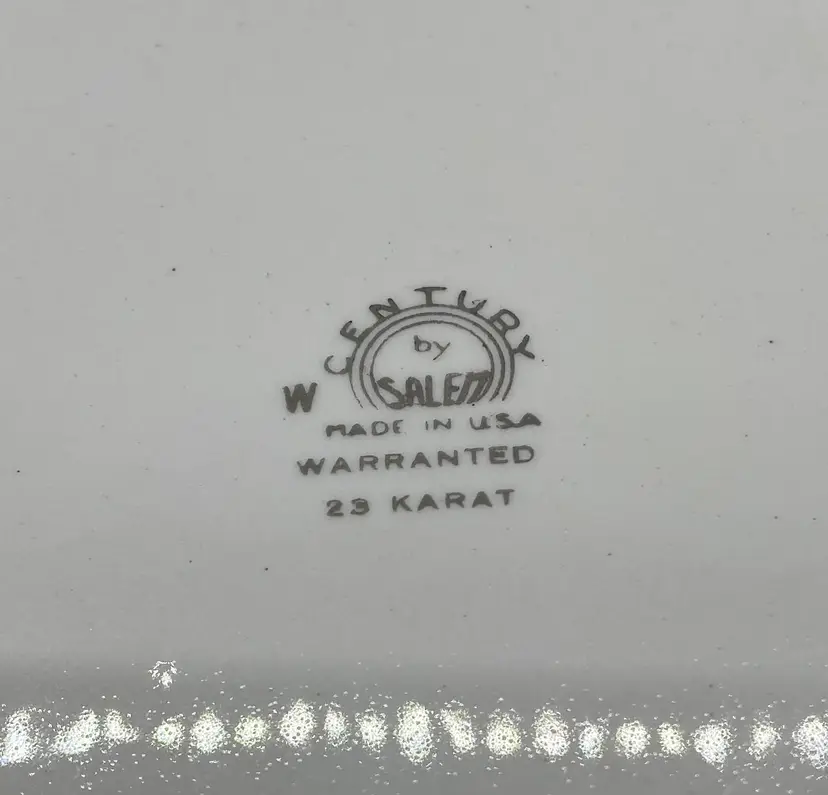 CENTURY
by
SALEM
W
MADE IN USA
WARRANTED
23 KARAT